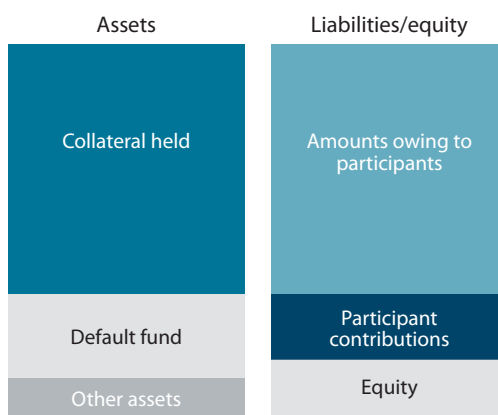 Assets
Collateral held
Default fund
Other assets
Liabilities/equity
Amounts owing to
participants
Participant
contributions
Equity